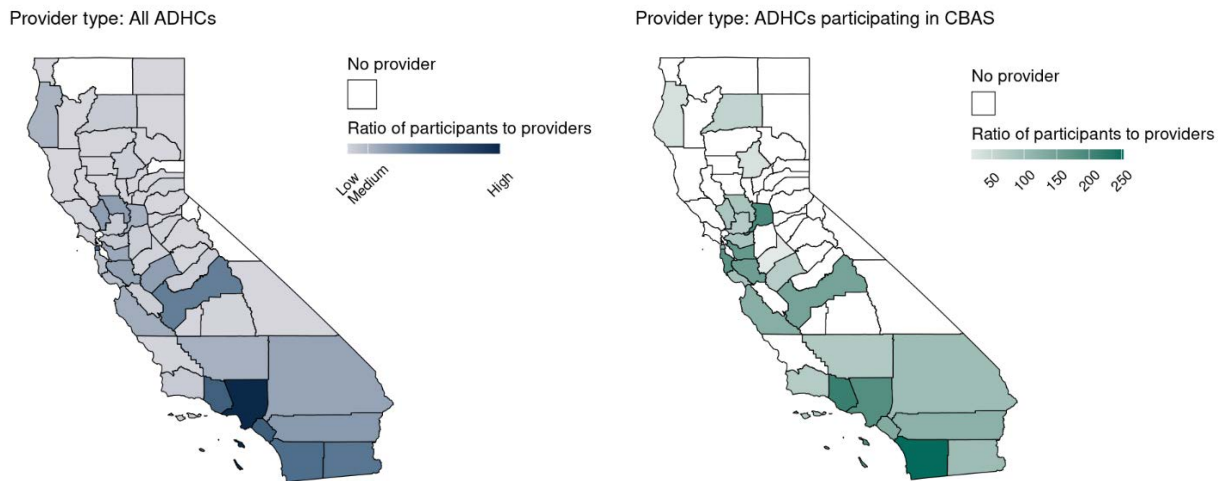 Provider type: All ADHCs
No provider
Ratio of participants to providers
Low
Medium
High
Provider type: ADHCs participating in CBAS
No provider
Ratio of participants to providers
50
100
150
200
250